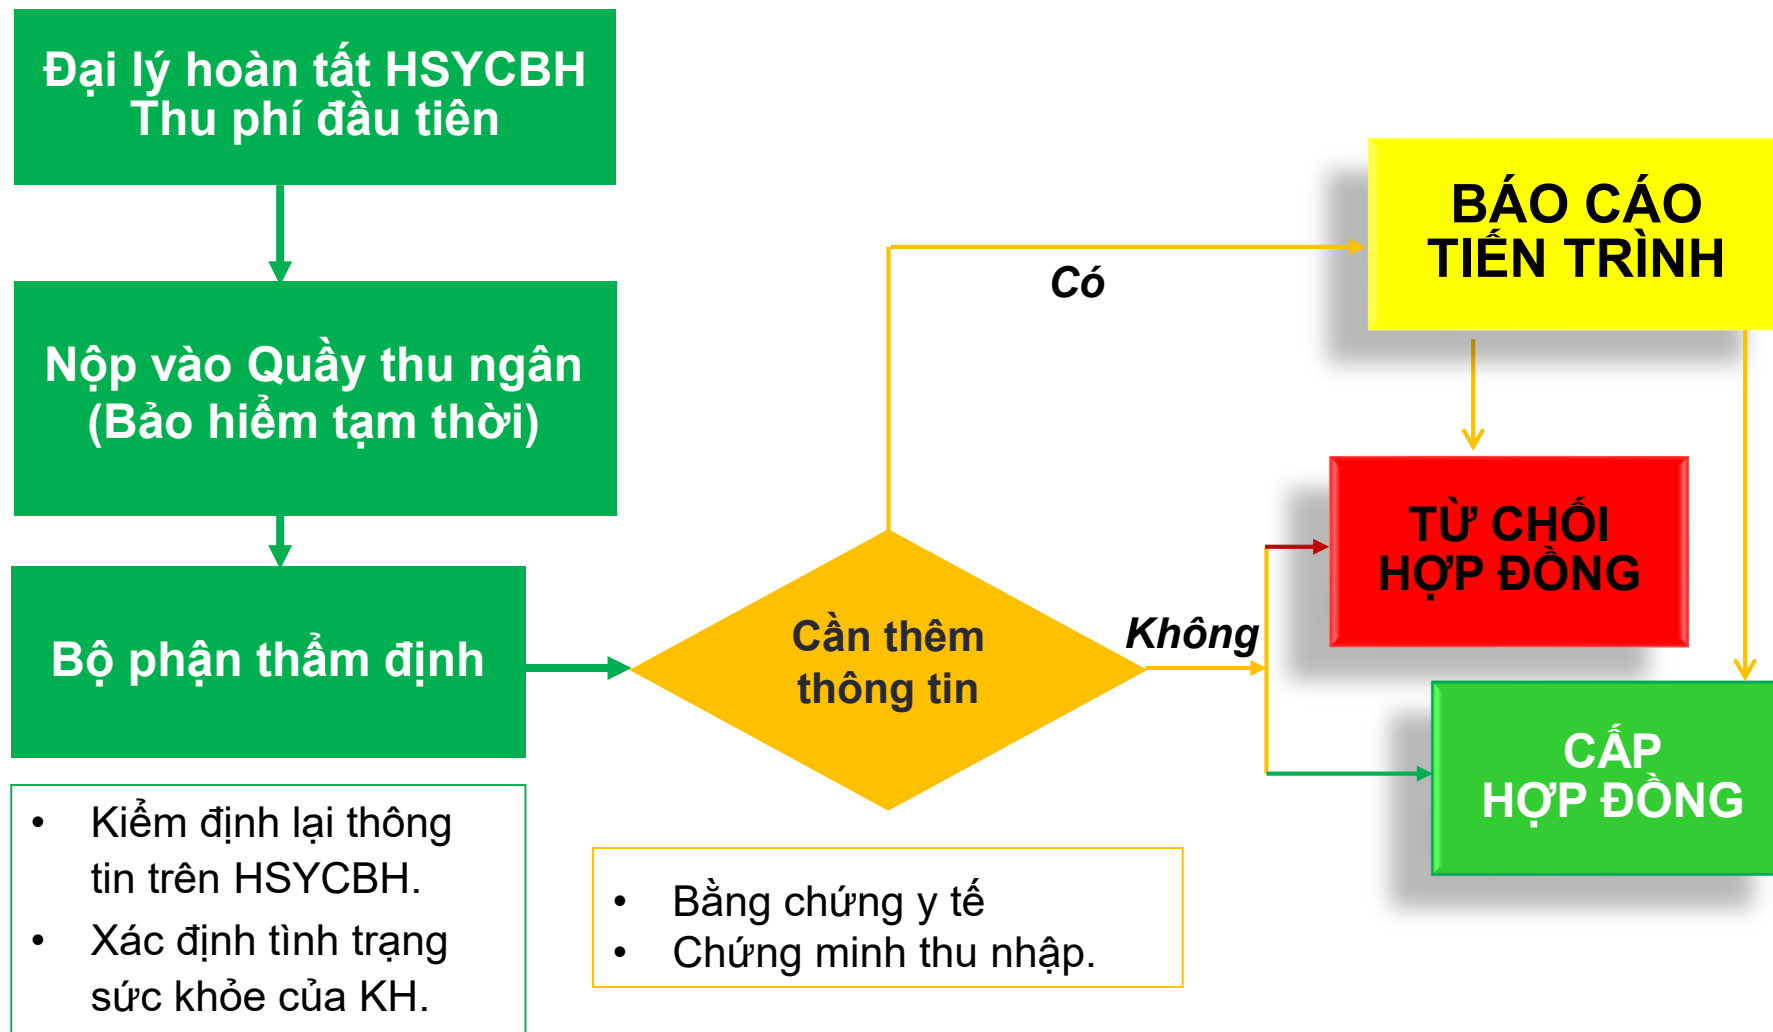 Đại lý hoàn tất HSYCBH
Thu phí đầu tiên
Nộp vào Quầy thu ngân
(Bảo hiểm tạm thời)
Bộ phận thẩm định
• Kiểm định lại thông
tin trên HSYCBH.
• Xác định tình trạng
sức khỏe của KH.
Cần thêm
thông tin
• Bằng chứng y tế
• Chứng minh thu nhập.
Có
Không
BÁO CÁO
TIẾN TRÌNH
TỪ CHỐI
HỢP ĐỒNG
CẤP
HỢP ĐỒNG